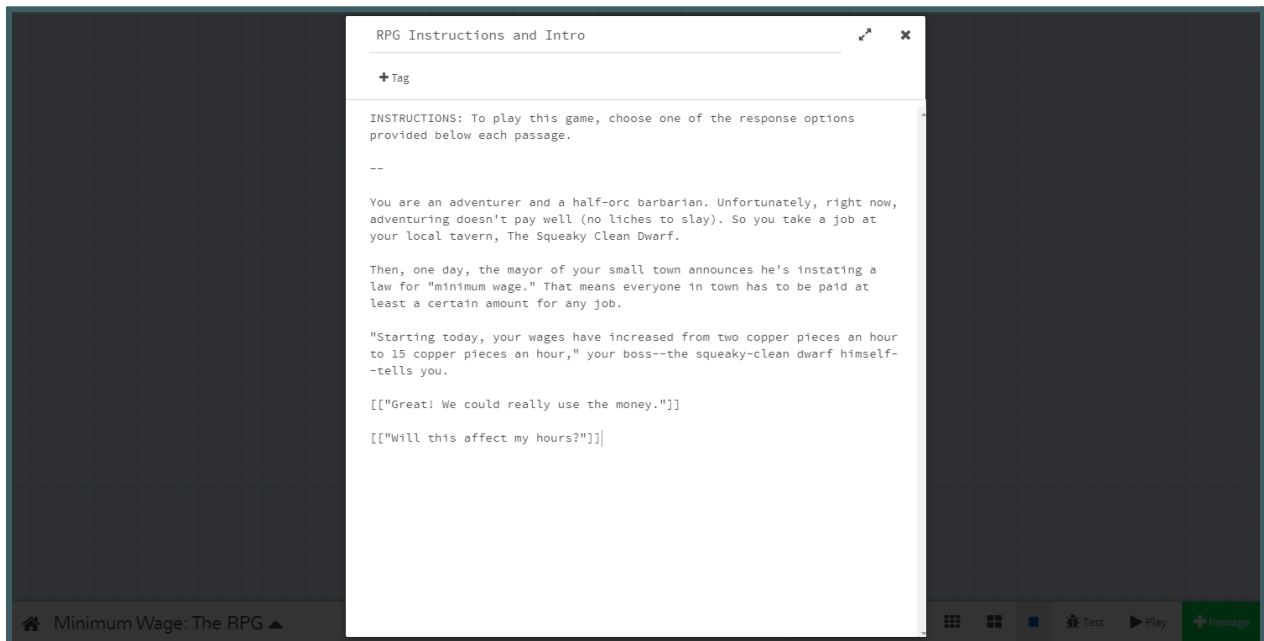 RPG Instructions and Intro
+ Tag
INSTRUCTIONS: To play this game, choose one of the response options
provided below each passage.
--
You are an adventurer and a half-orc barbarian. Unfortunately, right now,
adventuring doesn't pay well (no liches to slay). So you take a job at
your local tavern, The Squeaky Clean Dwarf.
Then, one day, the mayor of your small town announces he's instating a
law for "minimum wage." That means everyone in town has to be paid at
least a certain amount for any job.
"Starting today, your wages have increased from two copper pieces an hour
to 15 copper pieces an hour," your boss--the squeaky-clean dwarf himself-
-tells you.
[["Great! We could really use the money."]]
[["Will this affect my hours?"]]
Minimum Wage: The RPG
Test
Play
+ Passage